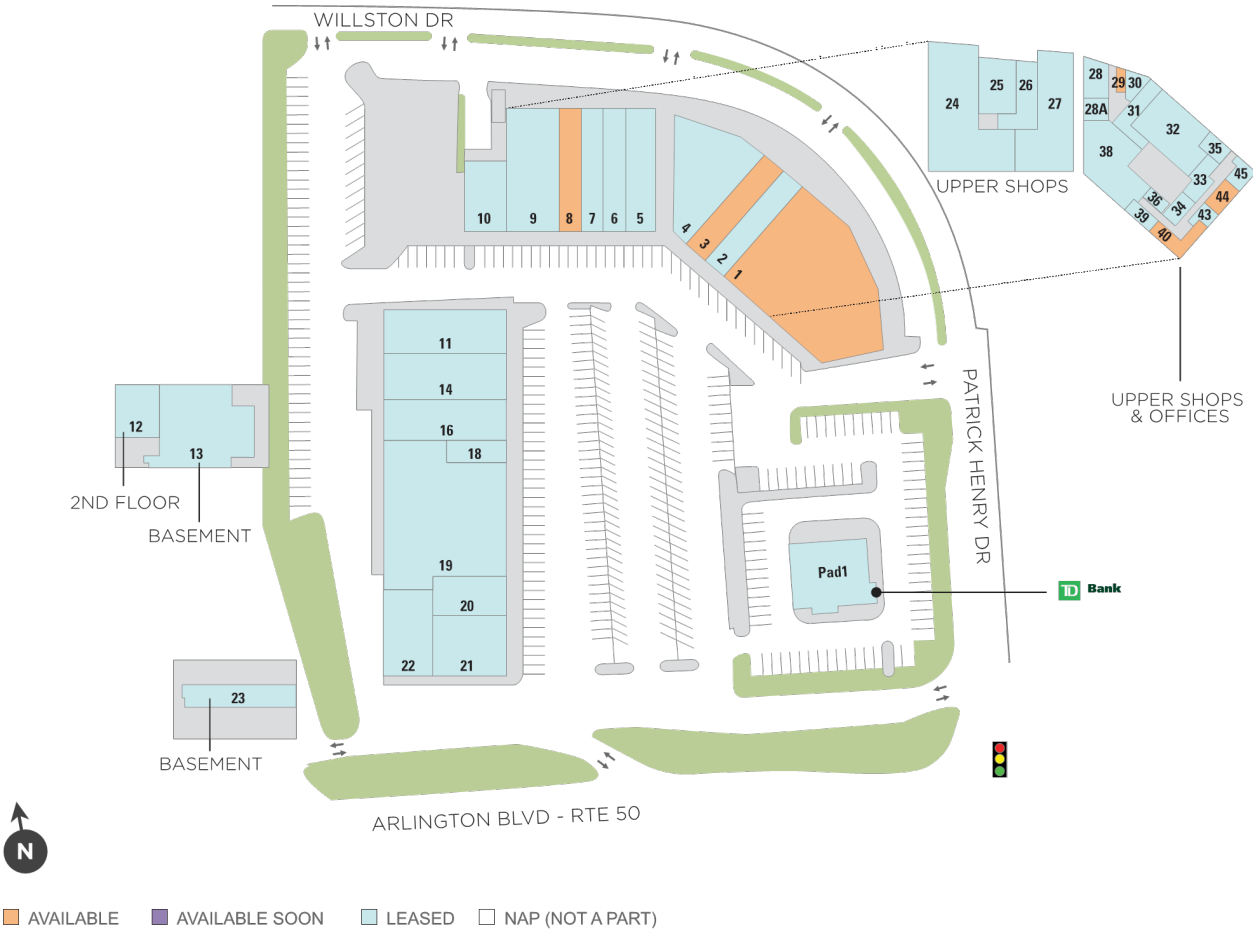 WILLSTON DR
24
25
26
27
28
29
30
28A
31
32
38
35
33
45
44
36
34
43
39
40
UPPER SHOPS
UPPER SHOPS
& OFFICES
10
9
8
7
6
5
4
3
2
1
11
14
16
18
19
20
22
21
12
13
2ND FLOOR
BASEMENT
PATRICK HENRY DR
Pad1
TD Bank
23
BASEMENT
ARLINGTON BLVD - RTE 50
N
AVAILABLE
AVAILABLE SOON
LEASED
NAP (NOT A PART)